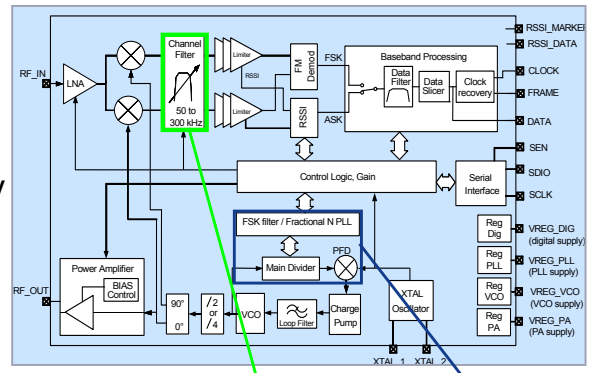 RF_IN
LNA
Channel
Filter
50 to
300 kHz
Limiter
RSSI
Limiter
FM
Demod
RSSI
FSK
ASK
Baseband Processing
Data
Filter
Data
Slicer
Clock
recovery
RSSI_MARKER
RSSI_DATA
CLOCK
FRAME
DATA
SEN
SDIO
SCLK
Control Logic, Gain
Serial
Interface
FSK filter / Fractional N PLL
PFD
Main Divider
Reg
Dig
VREG_DIG
(digital supply)
Reg
PLL
VREG_PLL
(PLL supply)
Reg
VCO
VREG_VCO
(VCO supply)
Reg
PA
VREG_PA
(PA supply)
Power Amplifier
BIAS
Control
RF_OUT
90°
0°
/2
or
/4
VCO
Loop Filter
Charge
Pump
XTAL
Oscillator
XTAL_1
XTAL_2